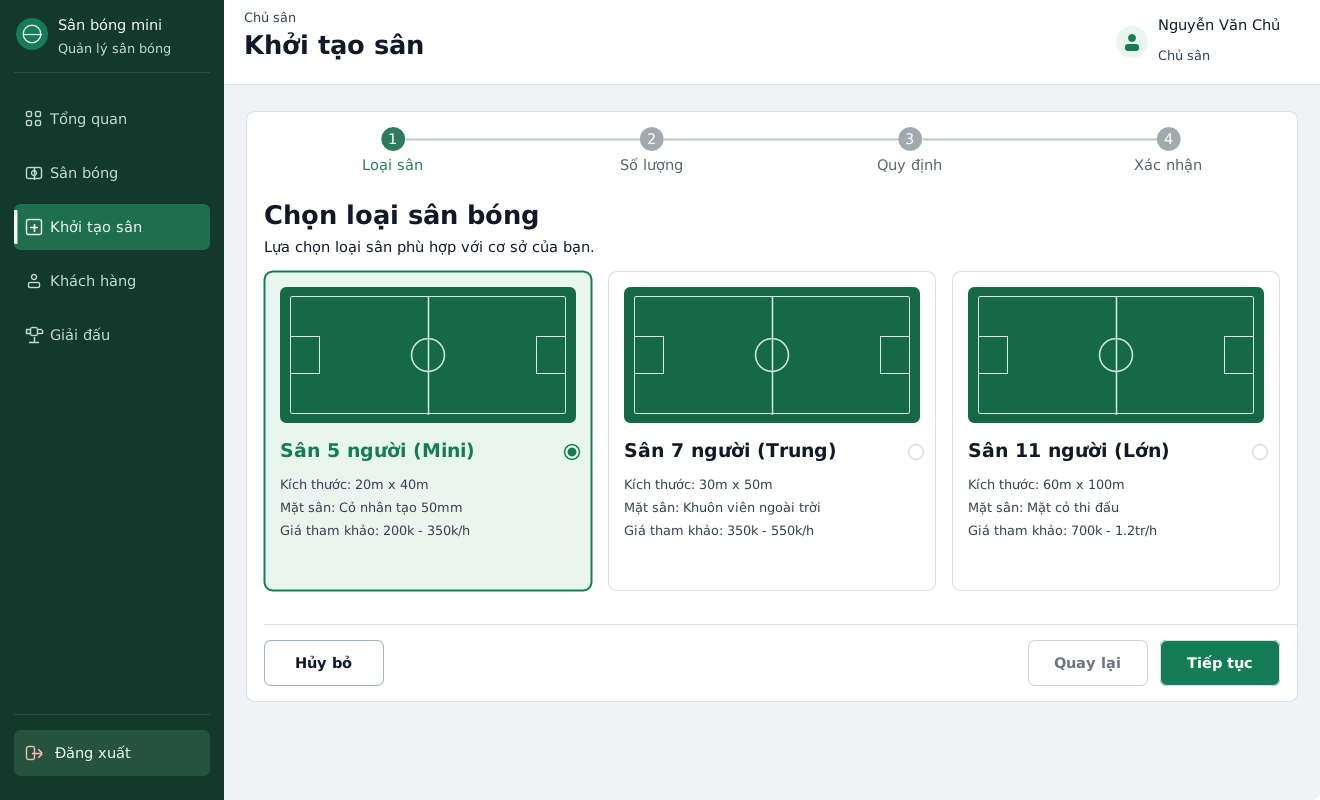 Sân bóng mini
Quản lý sân bóng
Tổng quan
Sân bóng
Khởi tạo sân
Khách hàng
Giải đấu
Đăng xuất
Chủ sân
Khởi tạo sân
Nguyễn Văn Chủ
Chủ sân
1
2
3
4
Loại sân
Số lượng
Quy định
Xác nhận
Chọn loại sân bóng
Lựa chọn loại sân phù hợp với cơ sở của bạn.
Sân 5 người (Mini)
Kích thước: 20m x 40m
Mặt sân: Cỏ nhân tạo 50mm
Giá tham khảo: 200k - 350k/h
Sân 7 người (Trung)
Kích thước: 30m x 50m
Mặt sân: Khuôn viên ngoài trời
Giá tham khảo: 350k - 550k/h
Sân 11 người (Lớn)
Kích thước: 60m x 100m
Mặt sân: Mặt cỏ thi đấu
Giá tham khảo: 700k - 1.2tr/h
Hủy bỏ
Quay lại
Tiếp tục